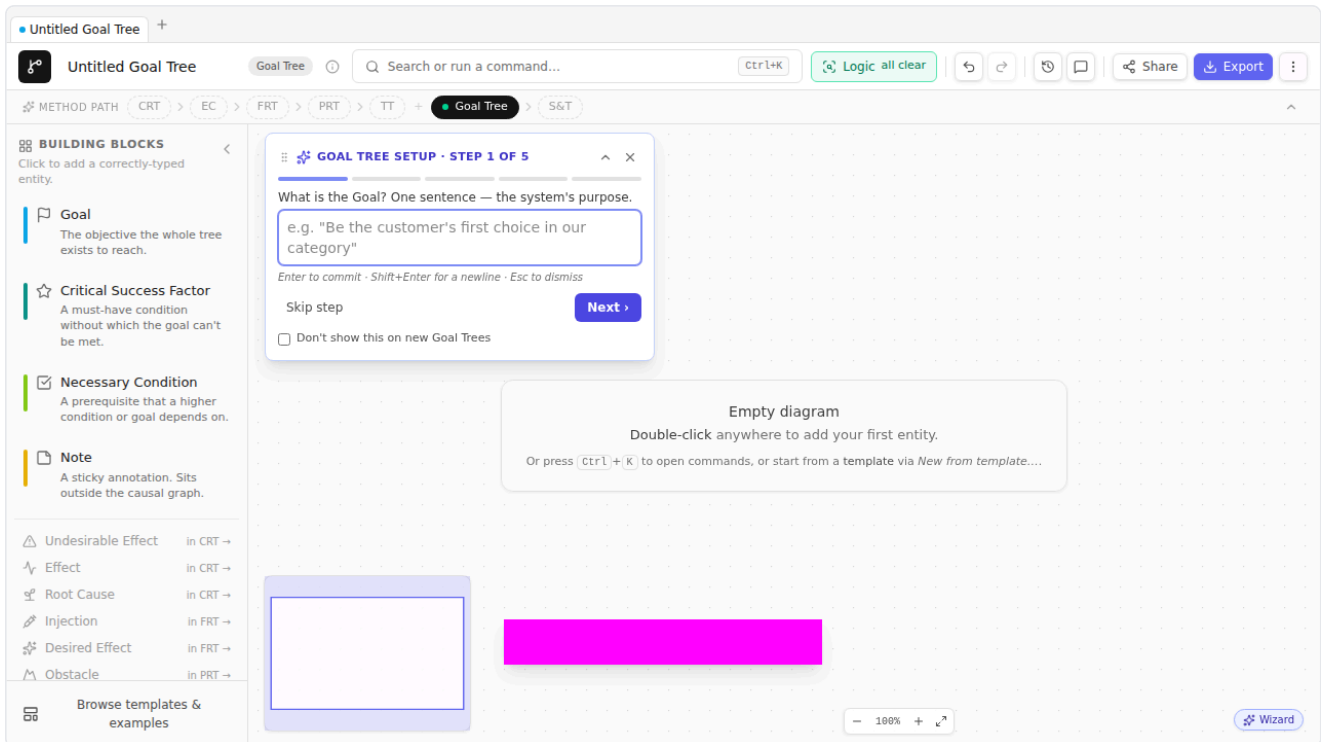 Untitled Goal Tree +
Untitled Goal Tree
Goal Tree
Search or run a command…
Ctrl+K
Logic all clear
Share
Export
METHOD PATH
CRT
EC
FRT
PRT
TT
+
Goal Tree
S&T
BUILDING BLOCKS
Click to add a correctly-typed
entity.
Goal
The objective the whole tree
exists to reach.
Critical Success Factor
A must-have condition
without which the goal can't
be met.
Necessary Condition
A prerequisite that a higher
condition or goal depends on.
Note
A sticky annotation. Sits
outside the causal graph.
Undesirable Effect in CRT →
Effect in CRT →
Root Cause in CRT →
Injection in FRT →
Desired Effect in FRT →
Obstacle in PRT →
Browse templates &
examples
GOAL TREE SETUP · STEP 1 OF 5
What is the Goal? One sentence — the system's purpose.
e.g. "Be the customer's first choice in our
category"
Enter to commit · Shift+Enter for a newline · Esc to dismiss
Skip step
Next ›
Don't show this on new Goal Trees
Empty diagram
Double-click anywhere to add your first entity.
Or press Ctrl + K to open commands, or start from a template via New from template....
− 100% +
Wizard